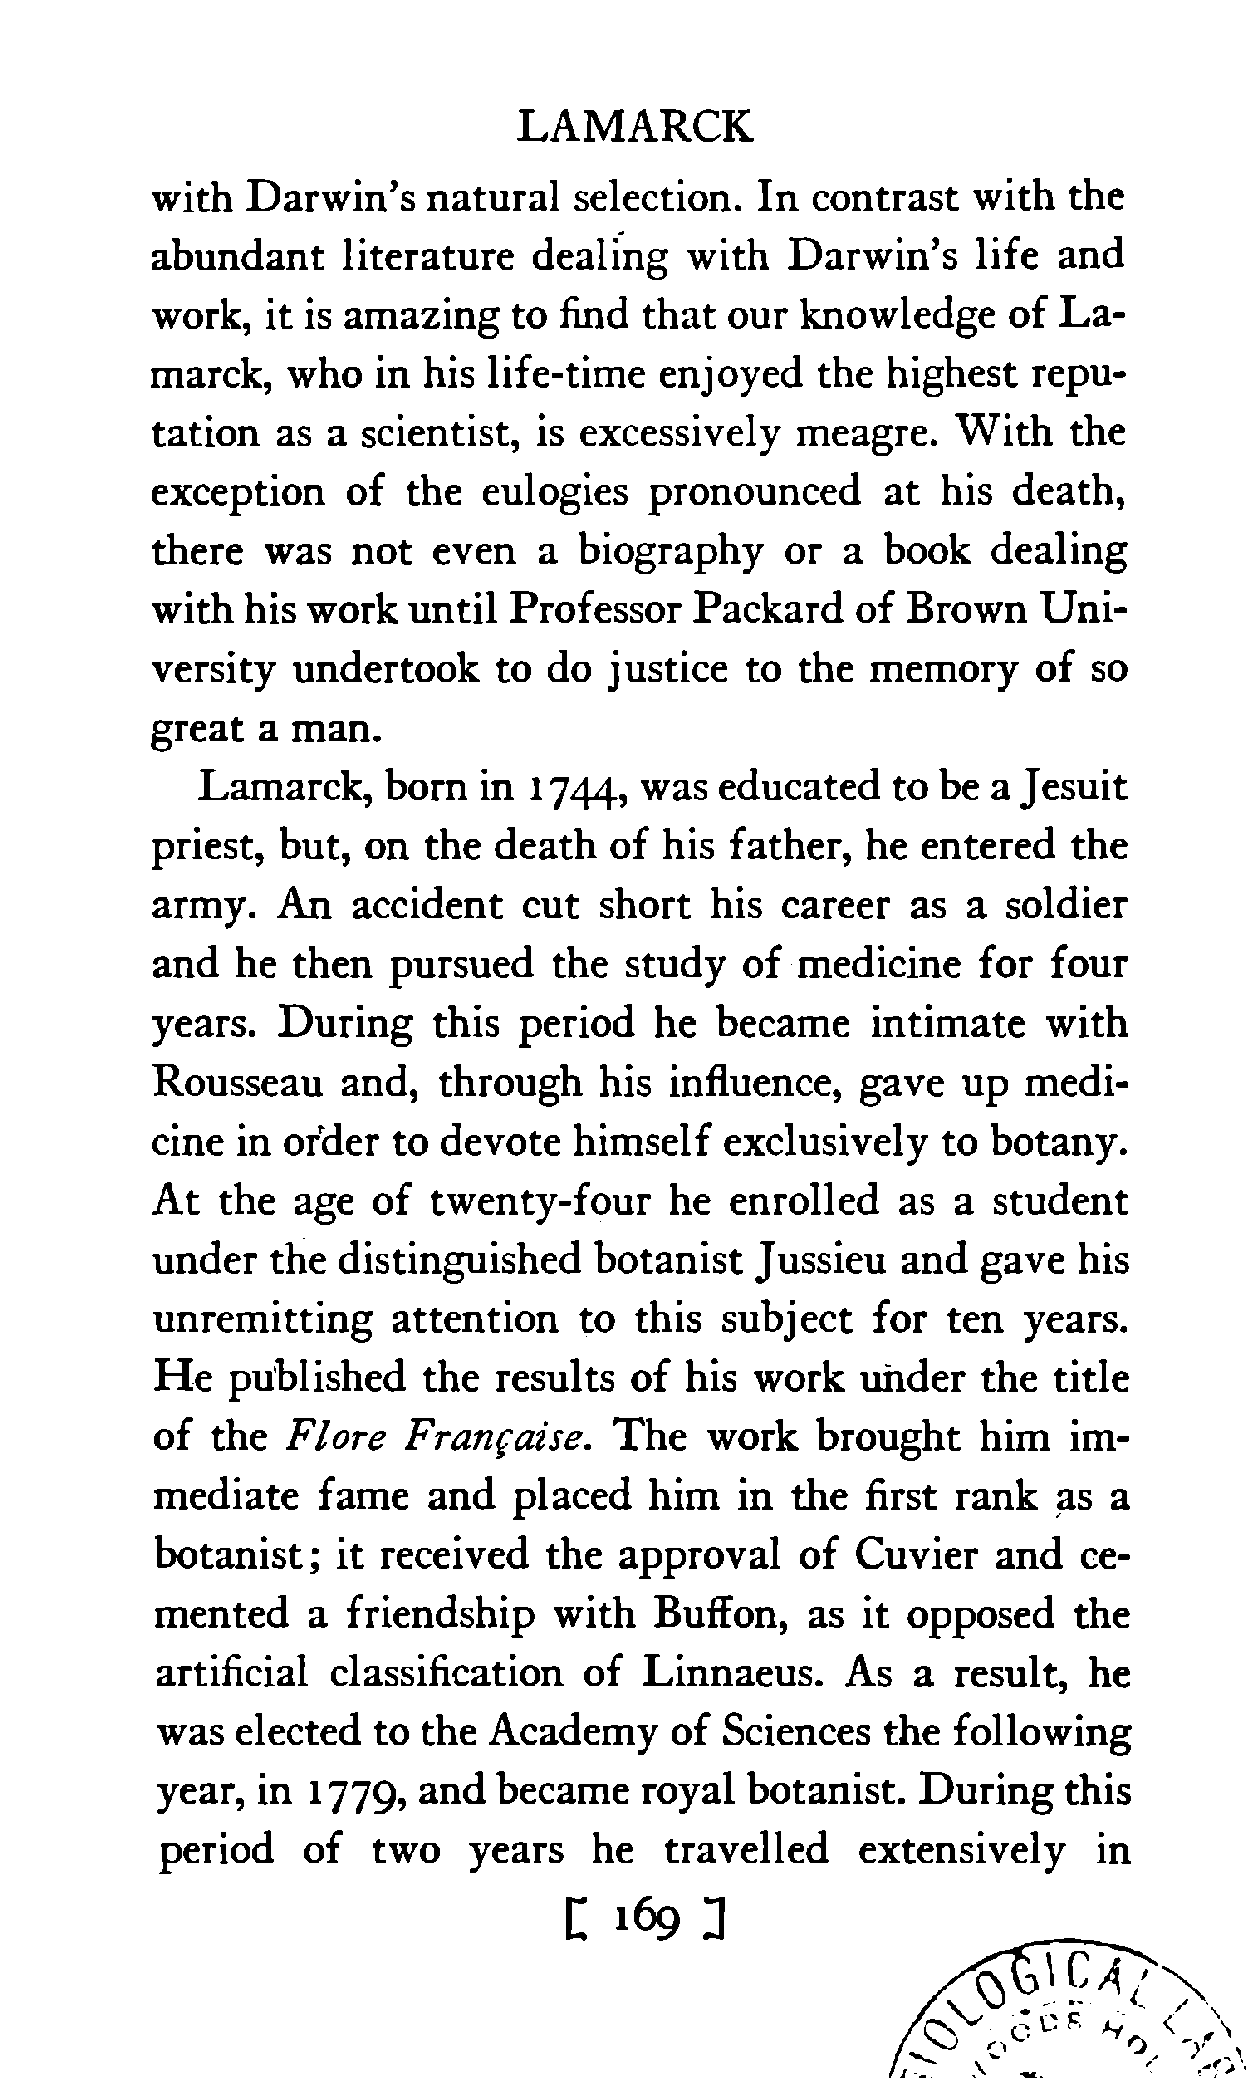 LAMARCK
with Darwin's natural selection. In contrast with the
abundant literature dealing with Darwin's life and
work, it is amazing to find that our knowledge of La-
marck, who in his life-time enjoyed the highest repu-
tation as a scientist, is excessively meagre. With the
exception of the eulogies pronounced at his death,
there was not even a biography or a book dealing
with his work until Professor Packard of Brown Uni-
versity undertook to do justice to the memory of so
great a man.
Lamarck, born in 1744, was educated to be a Jesuit
priest, but, on the death of his father, he entered the
army. An accident cut short his career as a soldier
and he then pursued the study of medicine for four
years. During this period he became intimate with
Rousseau and, through his influence, gave up medi-
cine in order to devote himself exclusively to botany.
At the age of twenty-four he enrolled as a student
under the distinguished botanist Jussieu and gave his
unremitting attention to this subject for ten years.
He published the results of his work under the title
of the Flore Française. The work brought him im-
mediate fame and placed him in the first rank as a
botanist; it received the approval of Cuvier and ce-
mented a friendship with Buffon, as it opposed the
artificial classification of Linnaeus. As a result, he
was elected to the Academy of Sciences the following
year, in 1779, and became royal botanist. During this
period of two years he travelled extensively in
[ 169 ]